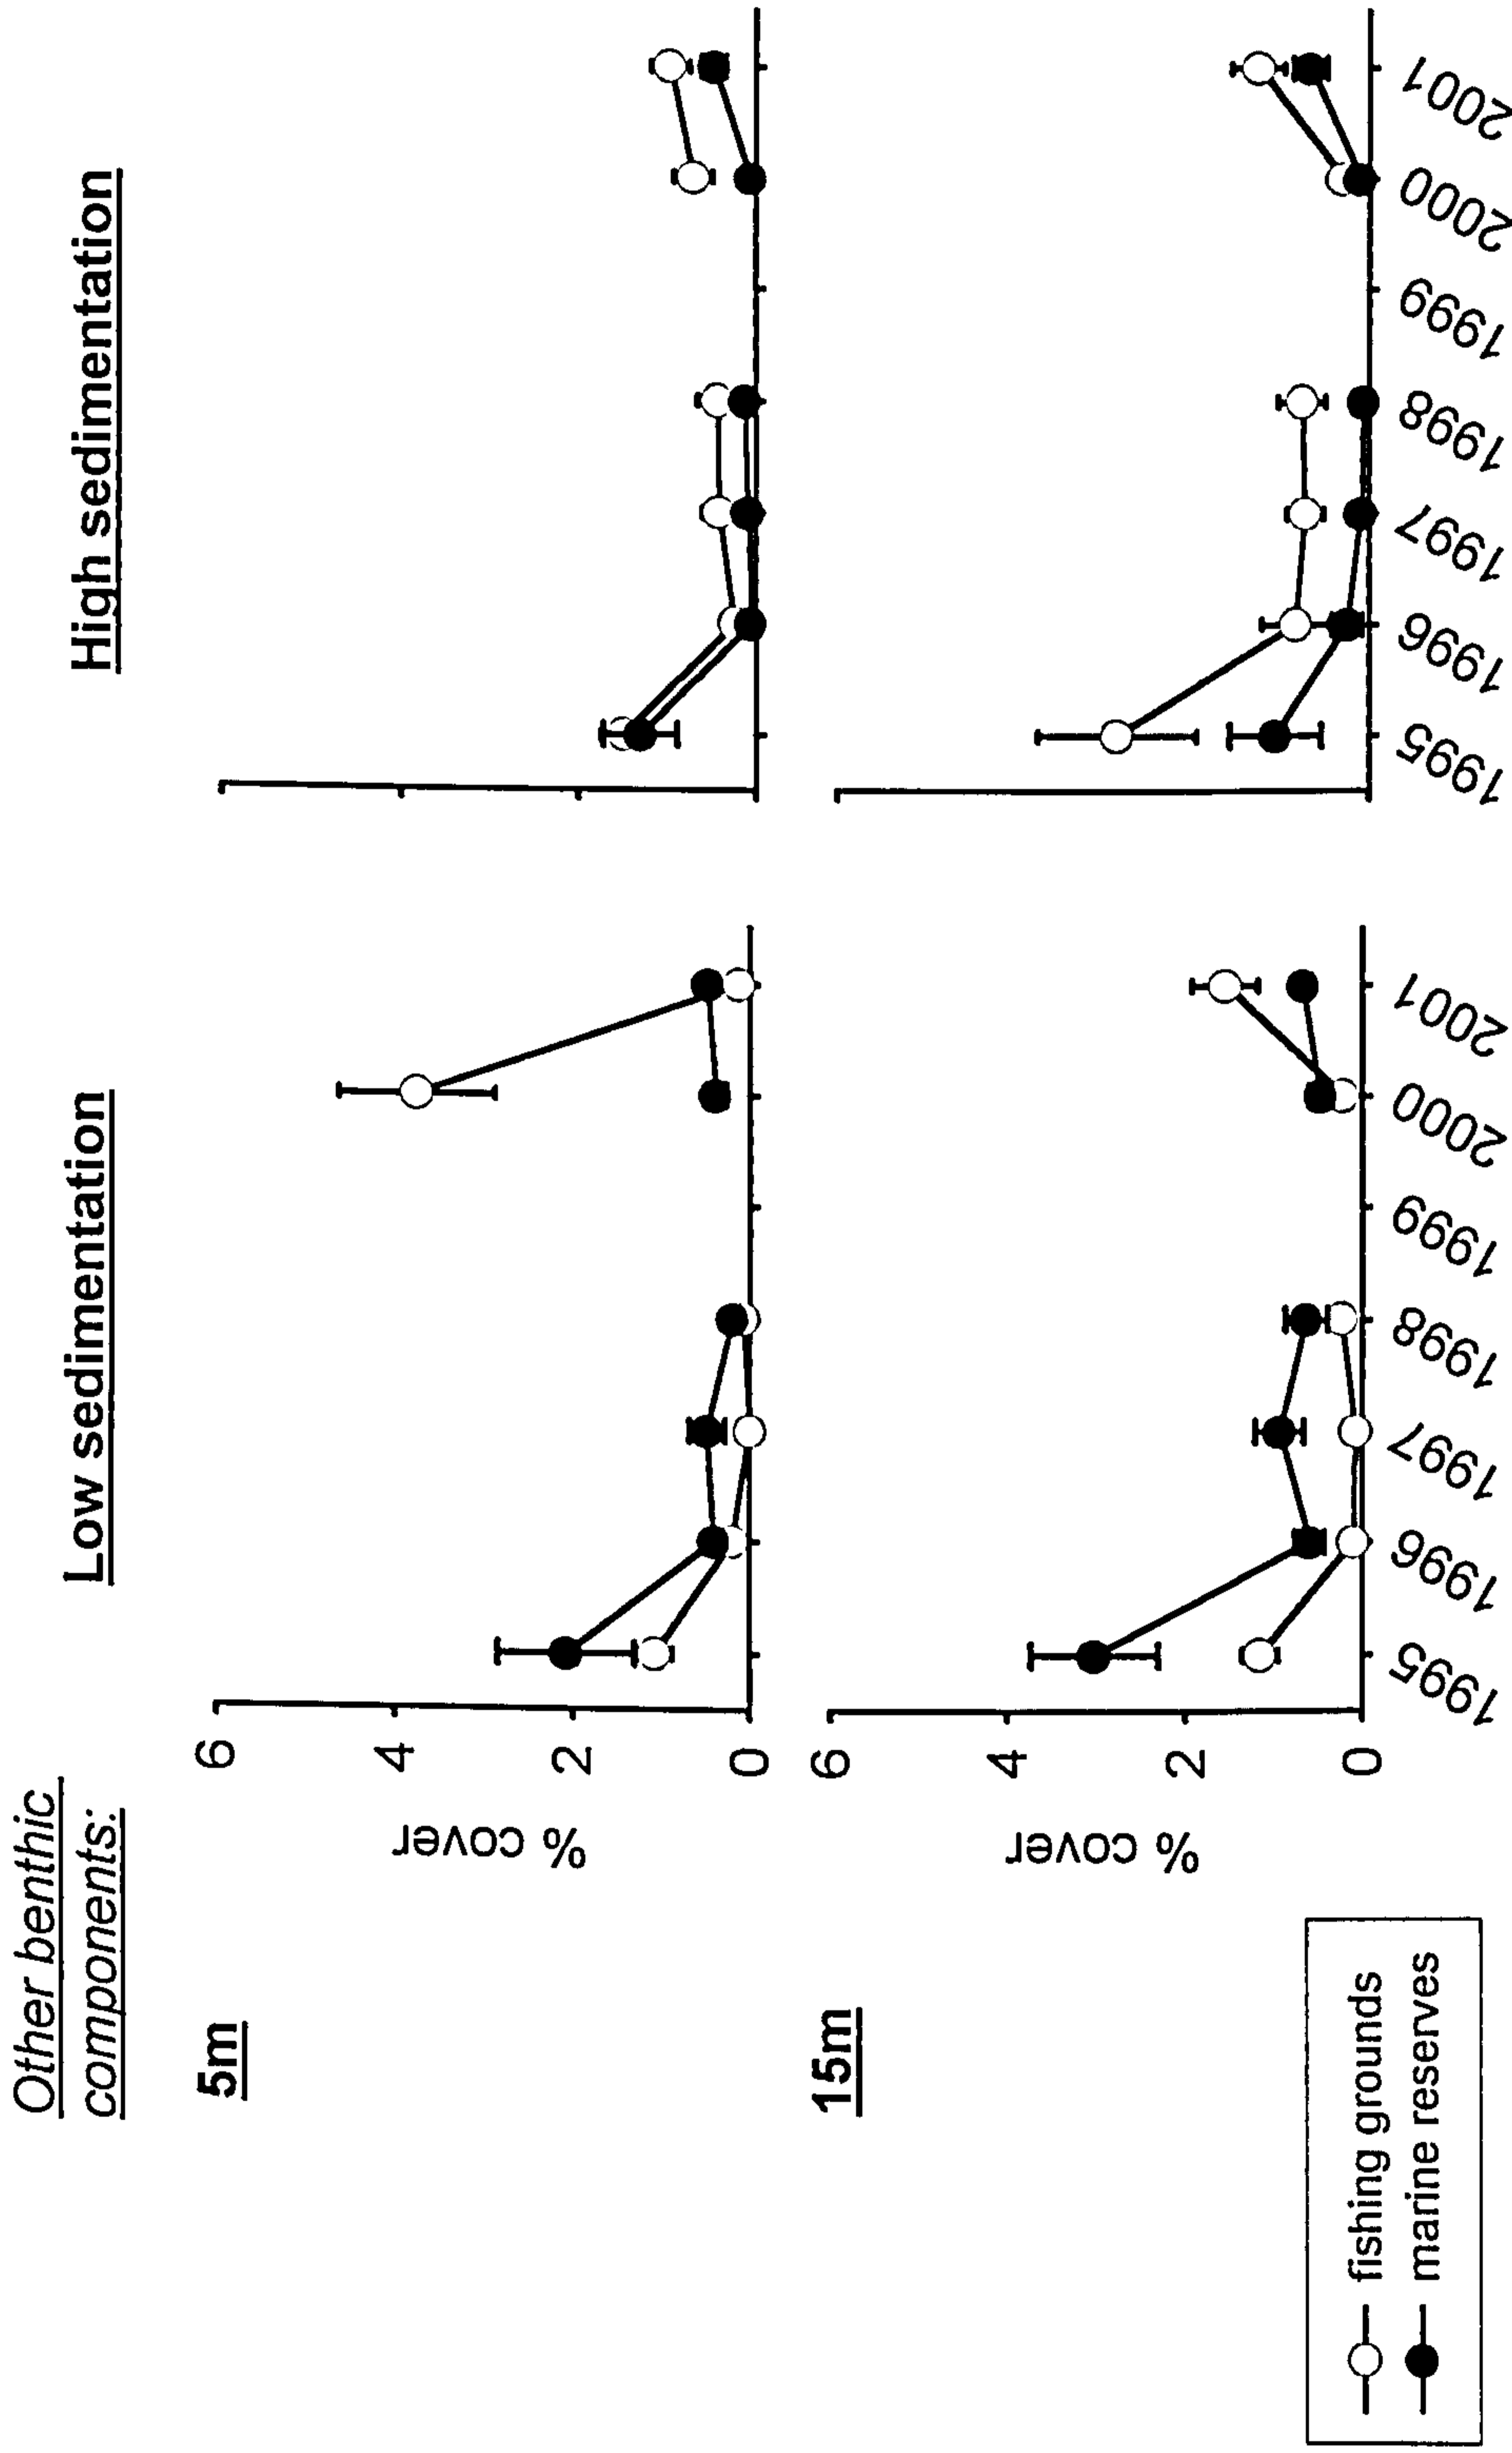 Other benthic
components:
Low sedimentation
High sedimentation
5m
% cover
6
4
2
0
15m
% cover
6
4
2
0
1995
1996
1997
1998
1999
2000
2001
1995
1996
1997
1998
1999
2000
2001
fishing grounds
marine reserves